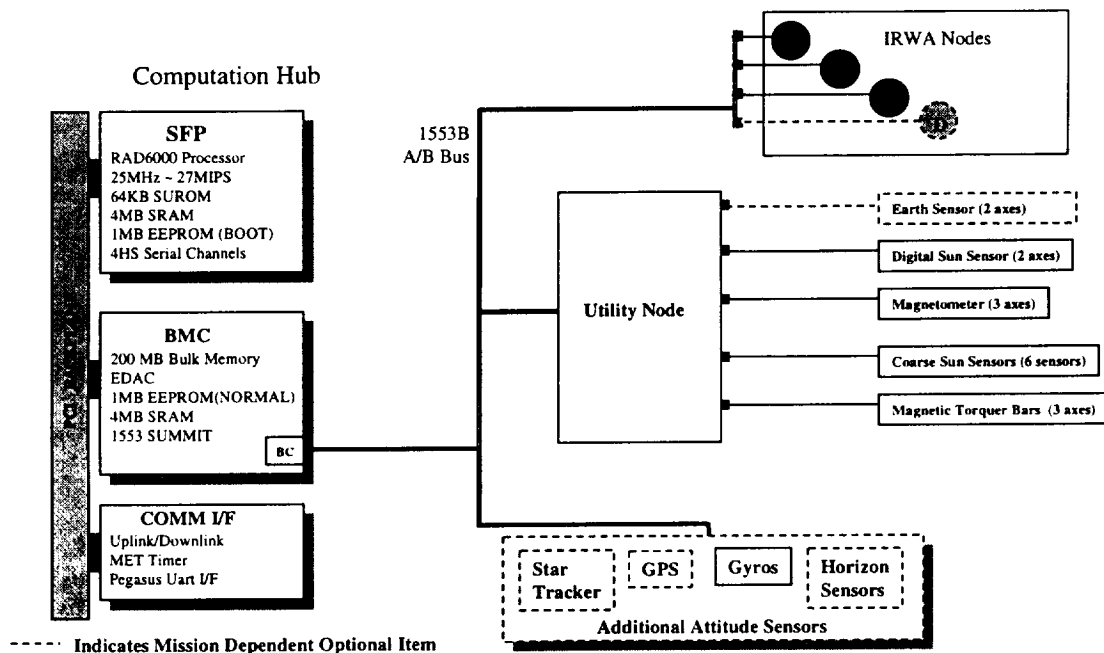 Computation Hub
SFP
RAD6000 Processor
25MHz ~ 27MIPS
64KB SUROM
4MB SRAM
1MB EEPROM (BOOT)
4HS Serial Channels
BMC
200 MB Bulk Memory
EDAC
1MB EEPROM(NORMAL)
4MB SRAM
1553 SUMMIT
BC
COMM I/F
Uplink/Downlink
MET Timer
Pegasus Uart I/F
1553B
A/B Bus
IRWA Nodes
Utility Node
Earth Sensor (2 axes)
Digital Sun Sensor (2 axes)
Magnetometer (3 axes)
Coarse Sun Sensors (6 sensors)
Magnetic Torquer Bars (3 axes)
Star
Tracker
GPS
Gyros
Horizon
Sensors
Additional Attitude Sensors
Indicates Mission Dependent Optional Item